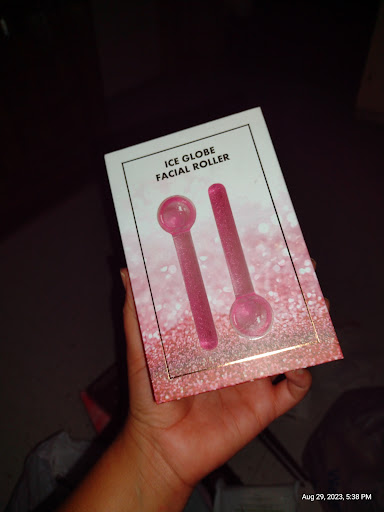 ICE GLOBE
FACIAL ROLLER
Aug 29, 2023, 5:38 PM